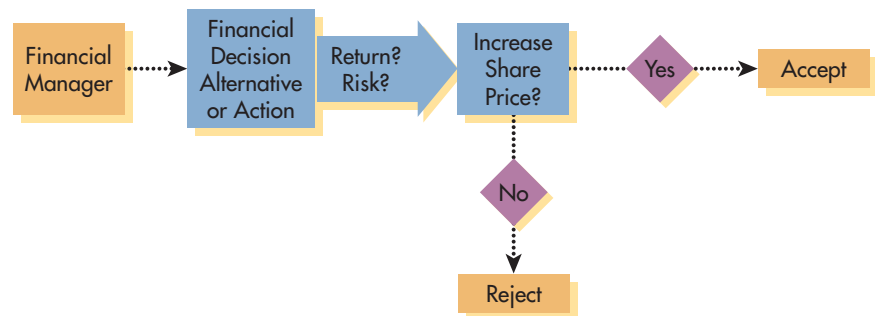 Financial
Manager
Financial
Decision
Alternative
or Action
Return?
Risk?
Increase
Share
Price?
Yes
Accept
No
Reject